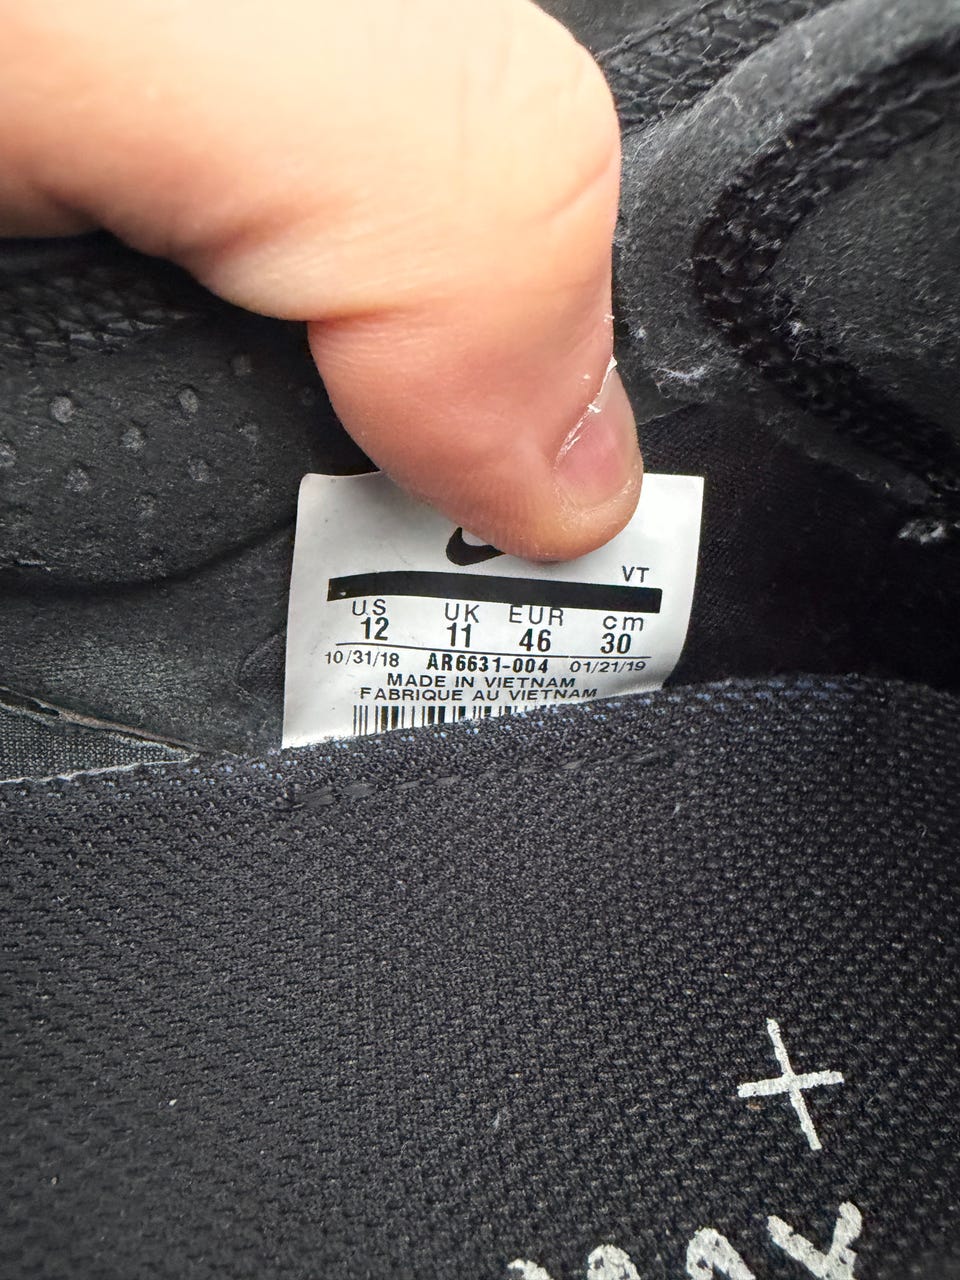 VT
US UK EUR cm
12 11 46 30
10/31/18 AR6631-004 01/21/19
MADE IN VIETNAM
FABRIQUE AU VIETNAM
+